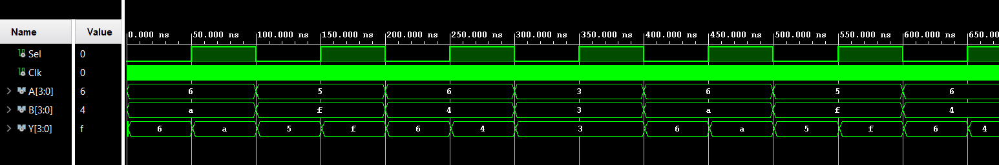 Name Value 0.000 ns 50.000 ns 100.000 ns 150.000 ns 200.000 ns 250.000 ns 300.000 ns 350.000 ns 400.000 ns 450.000 ns 500.000 ns 550.000 ns 600.000 ns 650.00
Sel 0
Clk 0
A[3:0] 6 6 5 6 3 6 5 6
B[3:0] 4 a f 4 3 a f 4
Y[3:0] f 6 a 5 f 6 4 3 6 a 5 f 6 4